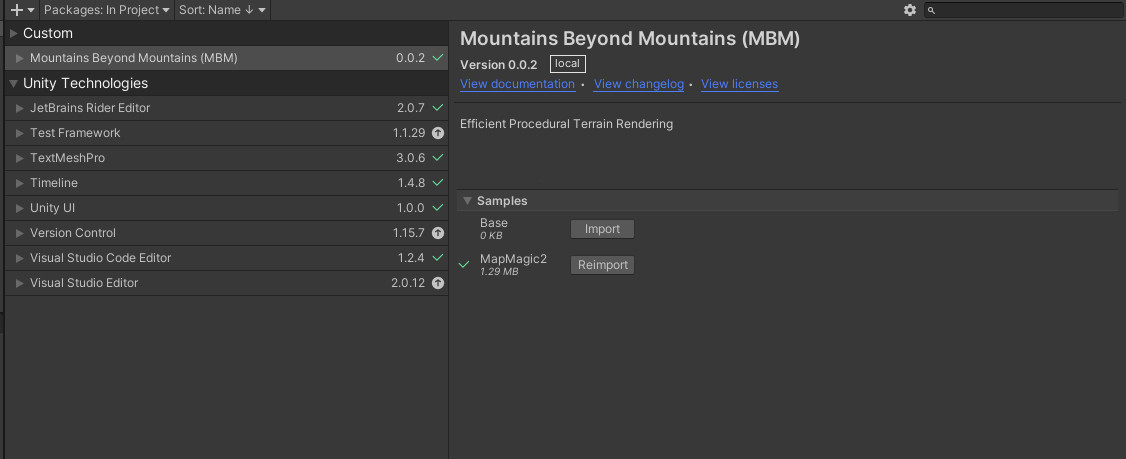 Packages: In Project
Sort: Name ↓
Custom
Mountains Beyond Mountains (MBM) 0.0.2
Unity Technologies
JetBrains Rider Editor 2.0.7
Test Framework 1.1.29
TextMeshPro 3.0.6
Timeline 1.4.8
Unity UI 1.0.0
Version Control 1.15.7
Visual Studio Code Editor 1.2.4
Visual Studio Editor 2.0.12
Mountains Beyond Mountains (MBM)
Version 0.0.2 local
View documentation • View changelog • View licenses
Efficient Procedural Terrain Rendering
Samples
Base
0 KB
Import
MapMagic2
1.29 MB
Reimport